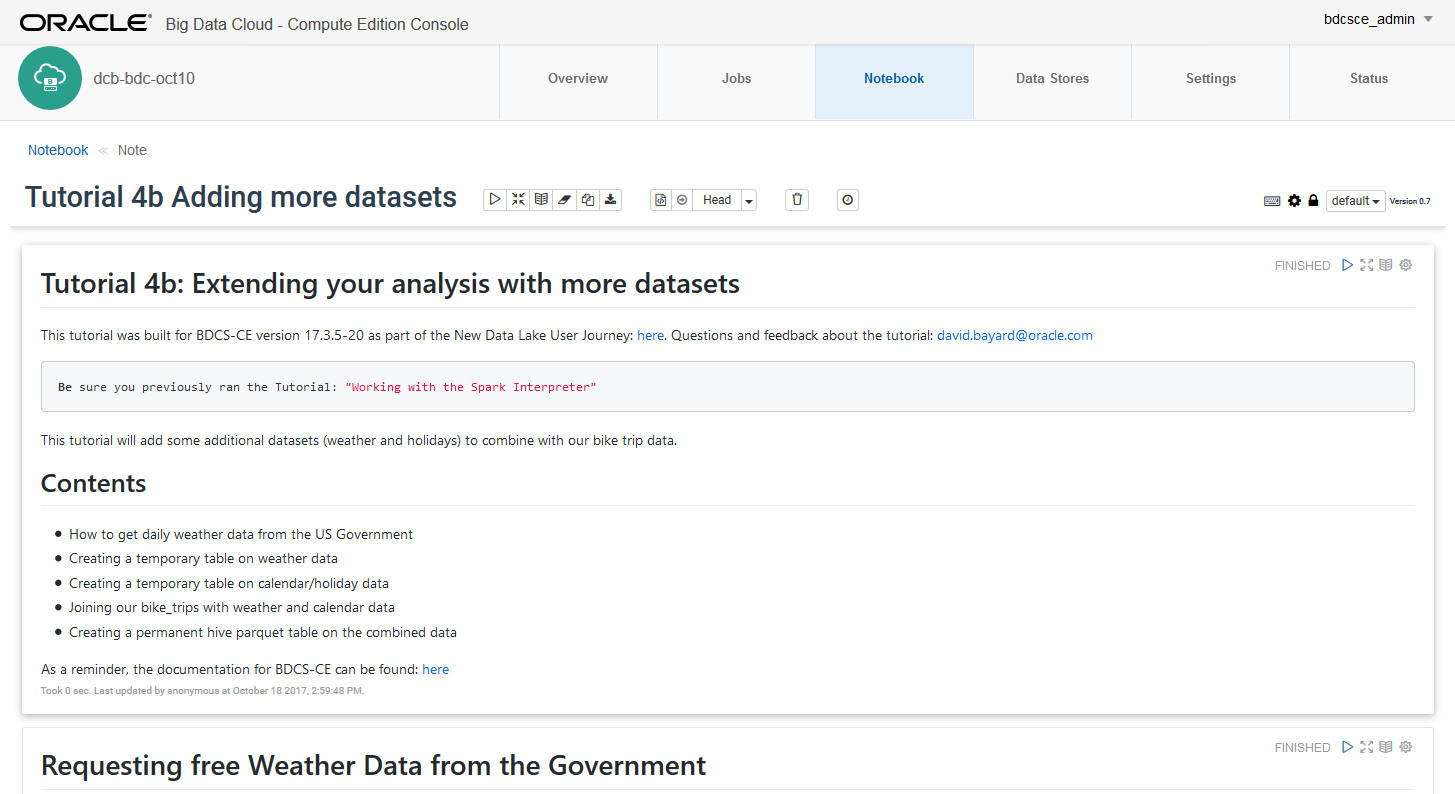 ORACLE® Big Data Cloud - Compute Edition Console
bdcsce_admin
dcb-bdc-oct10
Overview
Jobs
Notebook
Data Stores
Settings
Status
Notebook ≪ Note
Tutorial 4b Adding more datasets
Head
default
Version 0.7
FINISHED
Tutorial 4b: Extending your analysis with more datasets
This tutorial was built for BDCS-CE version 17.3.5-20 as part of the New Data Lake User Journey: here. Questions and feedback about the tutorial: david.bayard@oracle.com
Be sure you previously ran the Tutorial: "Working with the Spark Interpreter"
This tutorial will add some additional datasets (weather and holidays) to combine with our bike trip data.
Contents
• How to get daily weather data from the US Government
• Creating a temporary table on weather data
• Creating a temporary table on calendar/holiday data
• Joining our bike_trips with weather and calendar data
• Creating a permanent hive parquet table on the combined data
As a reminder, the documentation for BDCS-CE can be found: here
Took 0 sec. Last updated by anonymous at October 18 2017, 2:59:48 PM.
FINISHED
Requesting free Weather Data from the Government